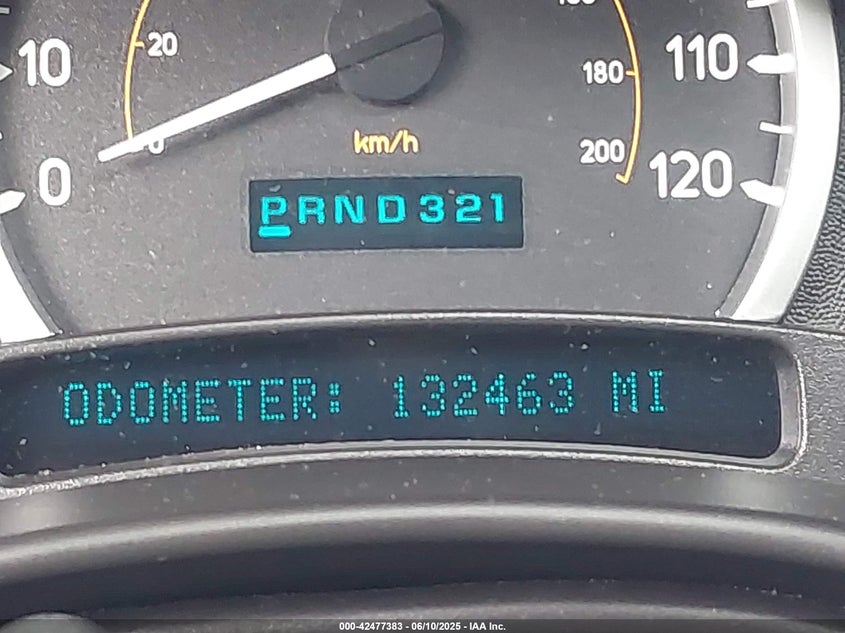 10 20 180 110
0 0 km/h 200 120
PRND321
ODOMETER: 132463 MI
000-42477383 - 06/10/2025 - IAA Inc.